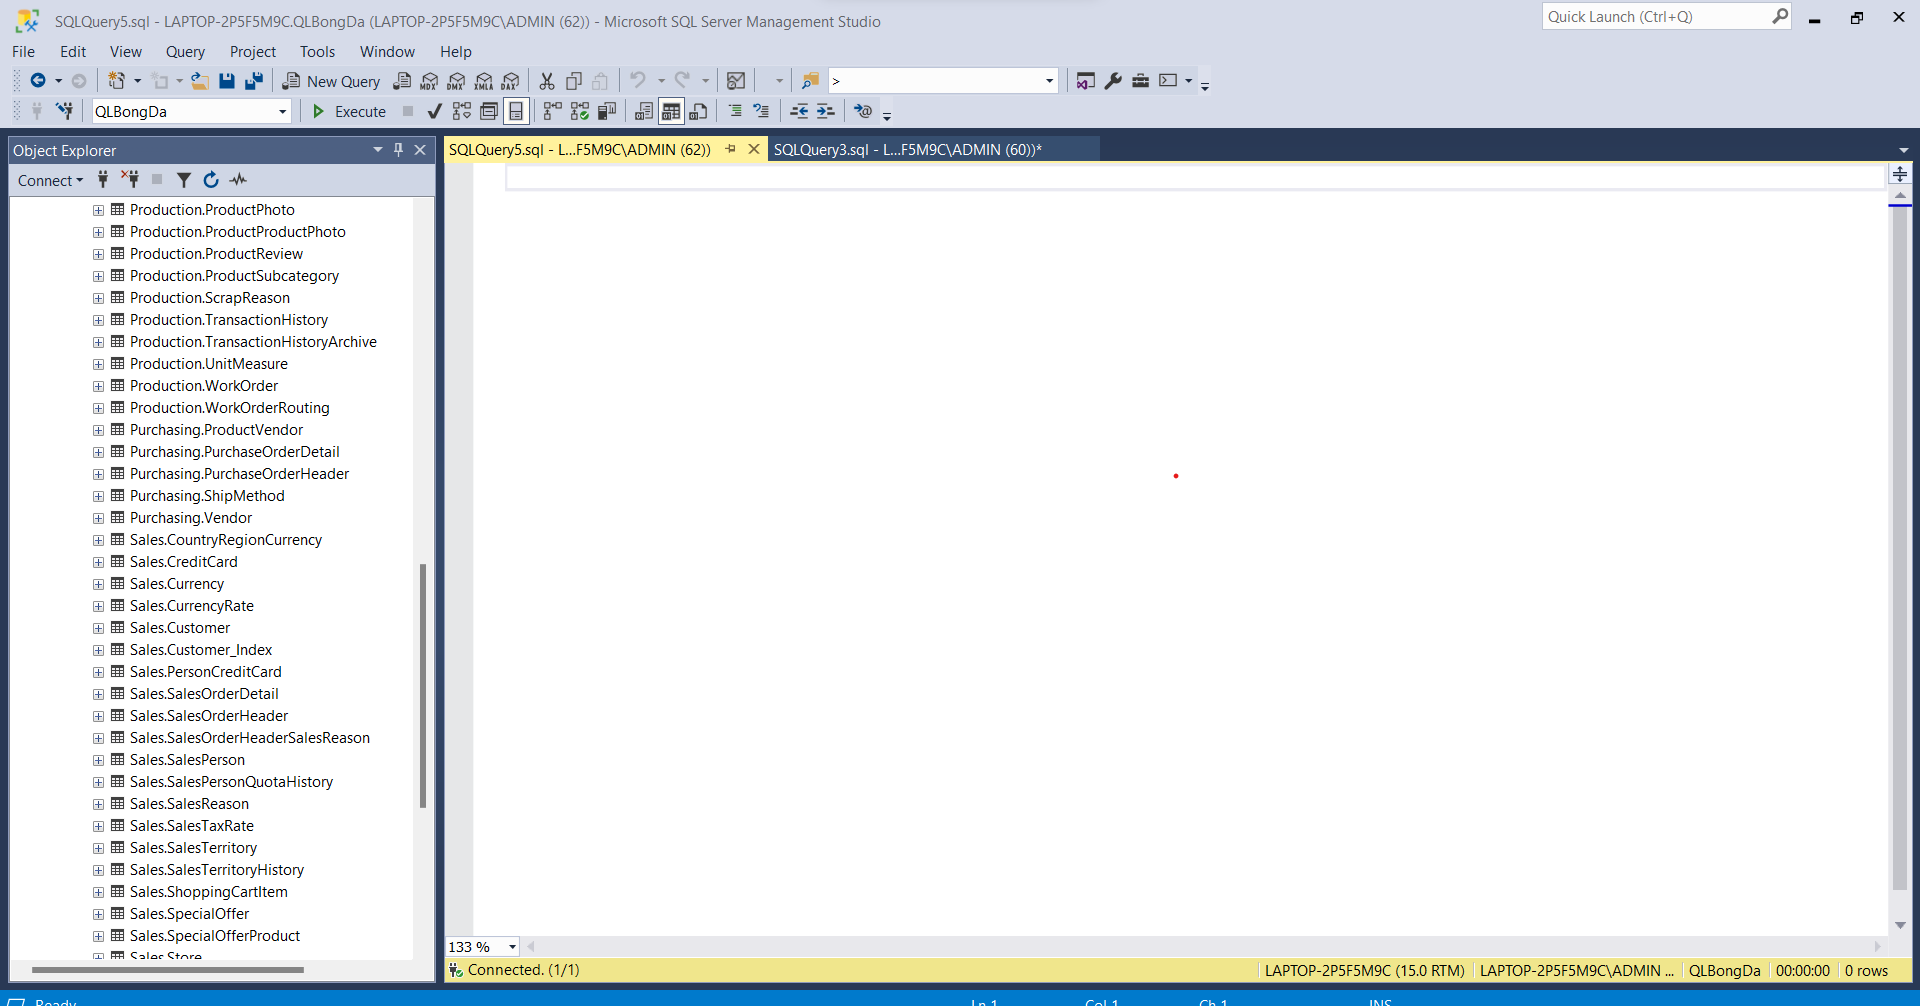 SQLQuery5.sql - LAPTOP-2P5F5M9C.QLBongDa (LAPTOP-2P5F5M9C\ADMIN (62)) - Microsoft SQL Server Management Studio
Quick Launch (Ctrl+Q)
File Edit View Query Project Tools Window Help
New Query MDX DMX XMLA DAX >
QLBongDa Execute
Object Explorer
SQLQuery5.sql - L...F5M9C\ADMIN (62)) SQLQuery3.sql - L...F5M9C\ADMIN (60))*
Connect
Production.ProductPhoto
Production.ProductProductPhoto
Production.ProductReview
Production.ProductSubcategory
Production.ScrapReason
Production.TransactionHistory
Production.TransactionHistoryArchive
Production.UnitMeasure
Production.WorkOrder
Production.WorkOrderRouting
Purchasing.ProductVendor
Purchasing.PurchaseOrderDetail
Purchasing.PurchaseOrderHeader
Purchasing.ShipMethod
Purchasing.Vendor
Sales.CountryRegionCurrency
Sales.CreditCard
Sales.Currency
Sales.CurrencyRate
Sales.Customer
Sales.Customer_Index
Sales.PersonCreditCard
Sales.SalesOrderDetail
Sales.SalesOrderHeader
Sales.SalesOrderHeaderSalesReason
Sales.SalesPerson
Sales.SalesPersonQuotaHistory
Sales.SalesReason
Sales.SalesTaxRate
Sales.SalesTerritory
Sales.SalesTerritoryHistory
Sales.ShoppingCartItem
Sales.SpecialOffer
Sales.SpecialOfferProduct
Sales.Store
133 %
Connected. (1/1) LAPTOP-2P5F5M9C (15.0 RTM) LAPTOP-2P5F5M9C\ADMIN ... QLBongDa 00:00:00 0 rows
Ready Ln 1 Col 1 Ch 1 INS